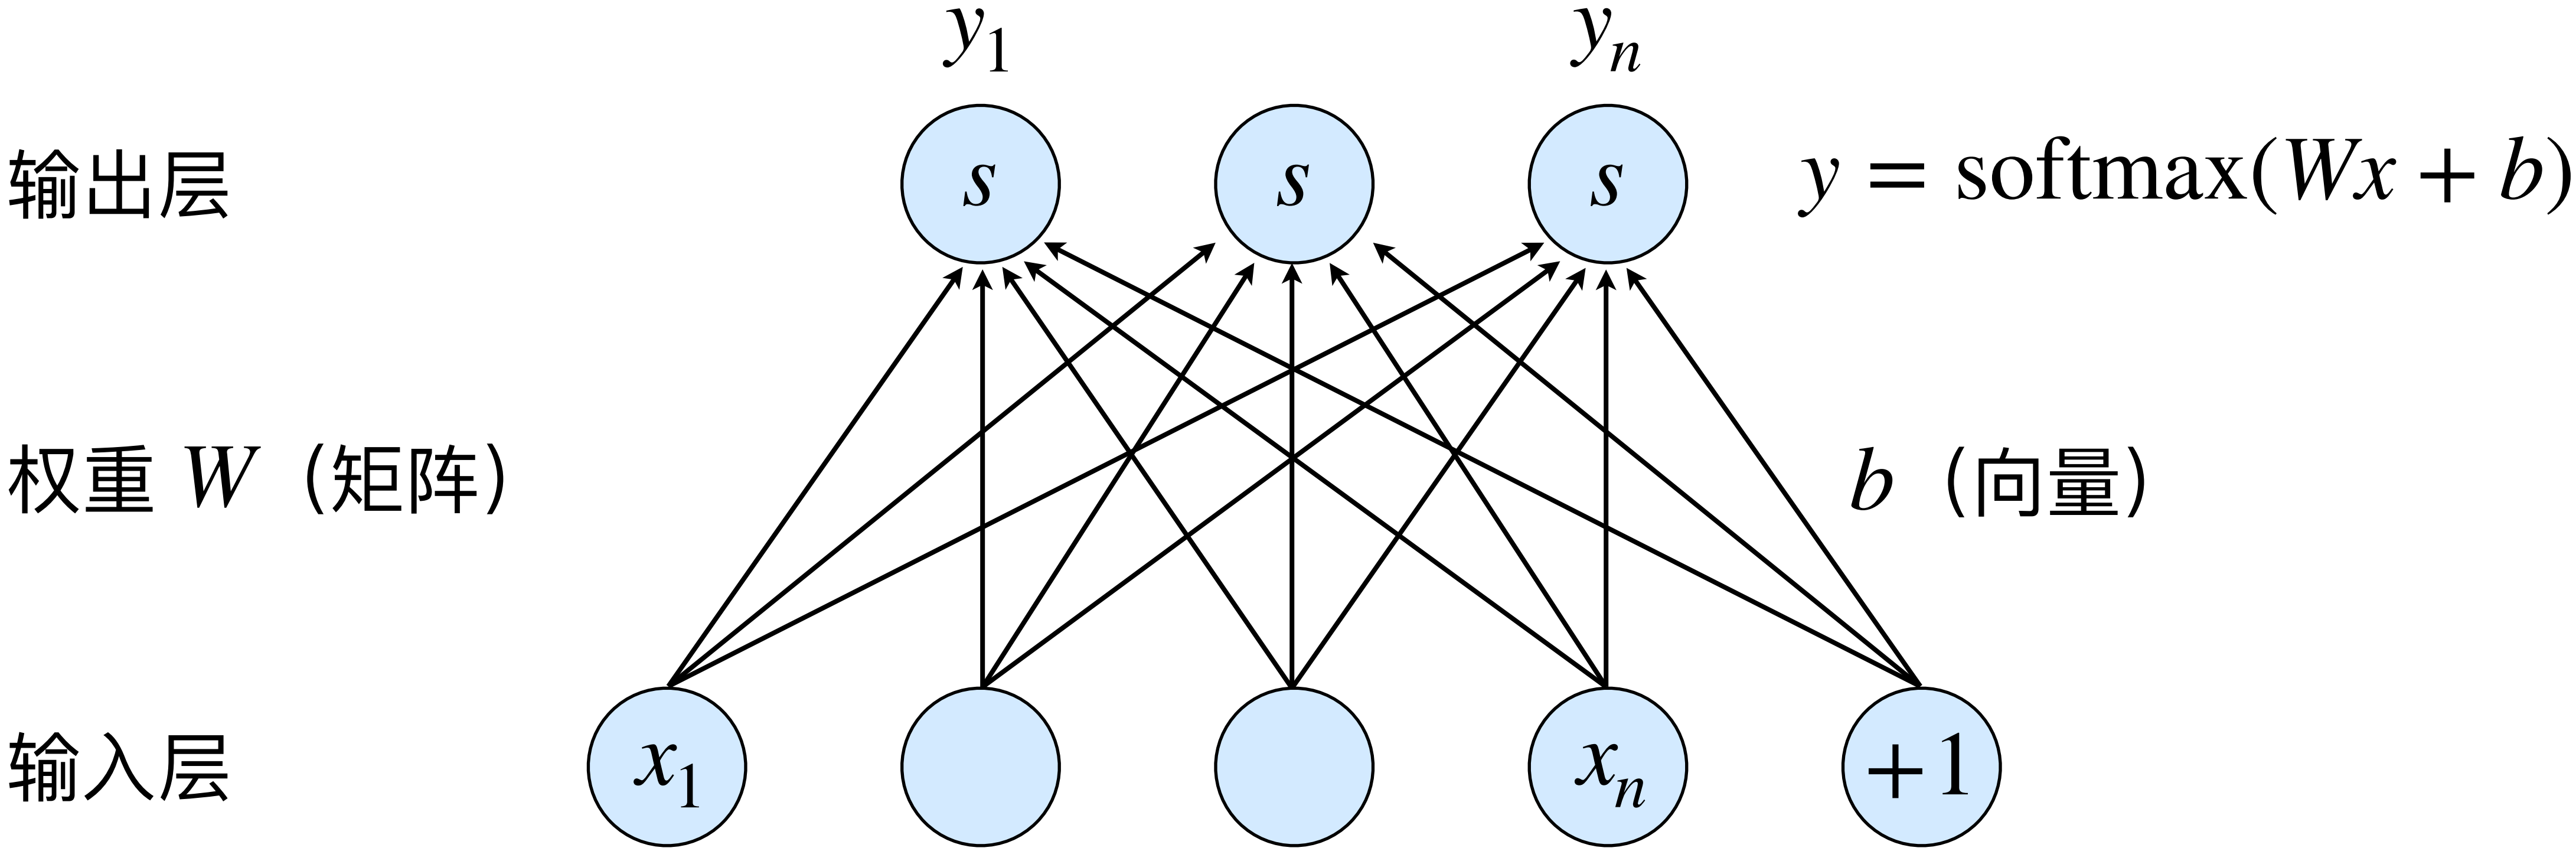 y₁ yₙ
输出层 s s s y = softmax(Wx + b)
权重 W（矩阵） b（向量）
输入层 x₁ xₙ +1